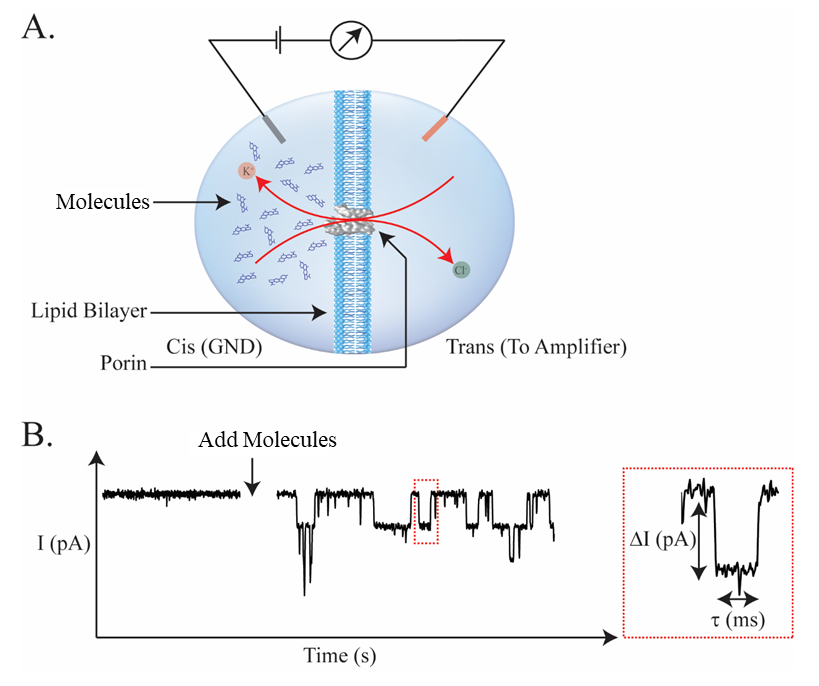 A.
K⁺
Molecules
Cl⁻
Lipid Bilayer
Cis (GND)
Trans (To Amplifier)
Porin
B.
Add Molecules
I (pA)
ΔI (pA)
τ (ms)
Time (s)